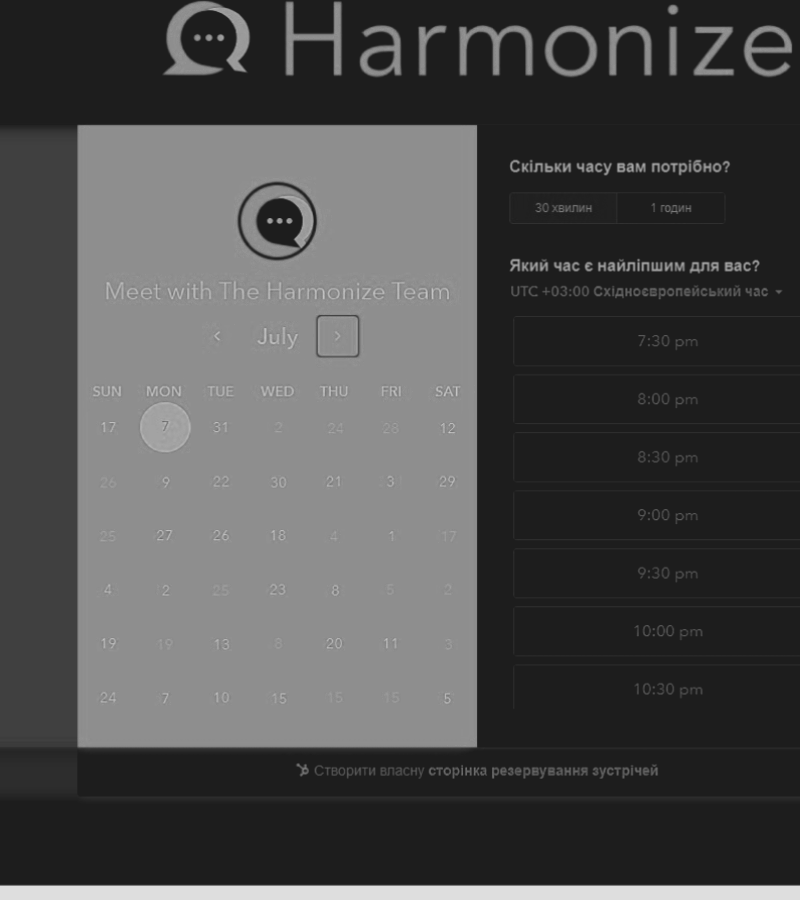 Harmonize
Meet with The Harmonize Team
July
SUN MON TUE WED THU FRI SAT
17 7 31 2 24 28 12
26 9 22 30 21 3 29
25 27 26 18 4 1 17
4 2 25 23 8 5 2
19 19 13 8 20 11 3
24 7 10 15 15 15 5
Скільки часу вам потрібно?
30 хвилин 1 годин
Який час є найліпшим для вас?
UTC +03:00 Східноєвропейський час
7:30 pm
8:00 pm
8:30 pm
9:00 pm
9:30 pm
10:00 pm
10:30 pm
Створити власну сторінка резервування зустрічей